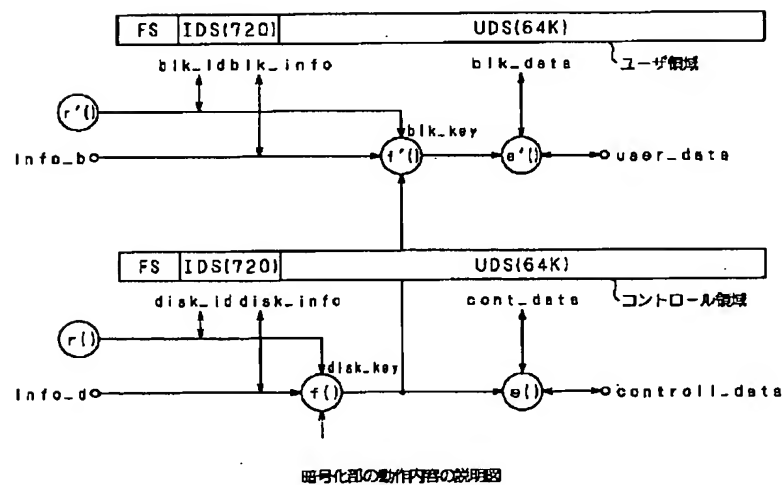 FS IDS(720) UDS(64K)
blk_id blk_info blk_data ユーザ領域
r'()
blk_key
info_b f'() e'() user_data
FS IDS(720) UDS(64K)
disk_id disk_info cont_data コントロール領域
r()
disk_key
info_d f() e() controll_data
暗号化部の動作内容の説明図